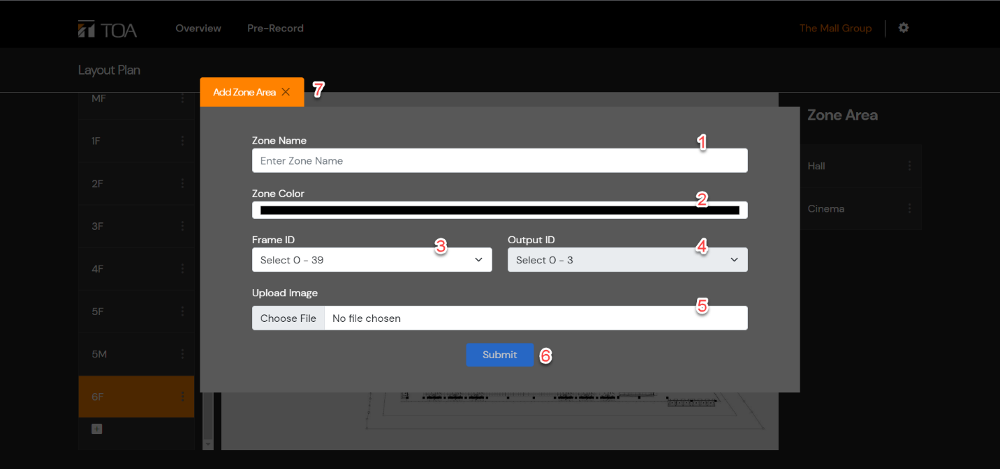 TOA Overview Pre-Record The Mall Group
Layout Plan
Add Zone Area 7
MF
1F
2F
3F
4F
5F
5M
6F
Zone Name 1
Enter Zone Name
Zone Color 2
Frame ID 3 Output ID 4
Select 0 - 39 Select 0 - 3
Upload Image 5
Choose File No file chosen
Submit 6
Zone Area
Hall
Cinema